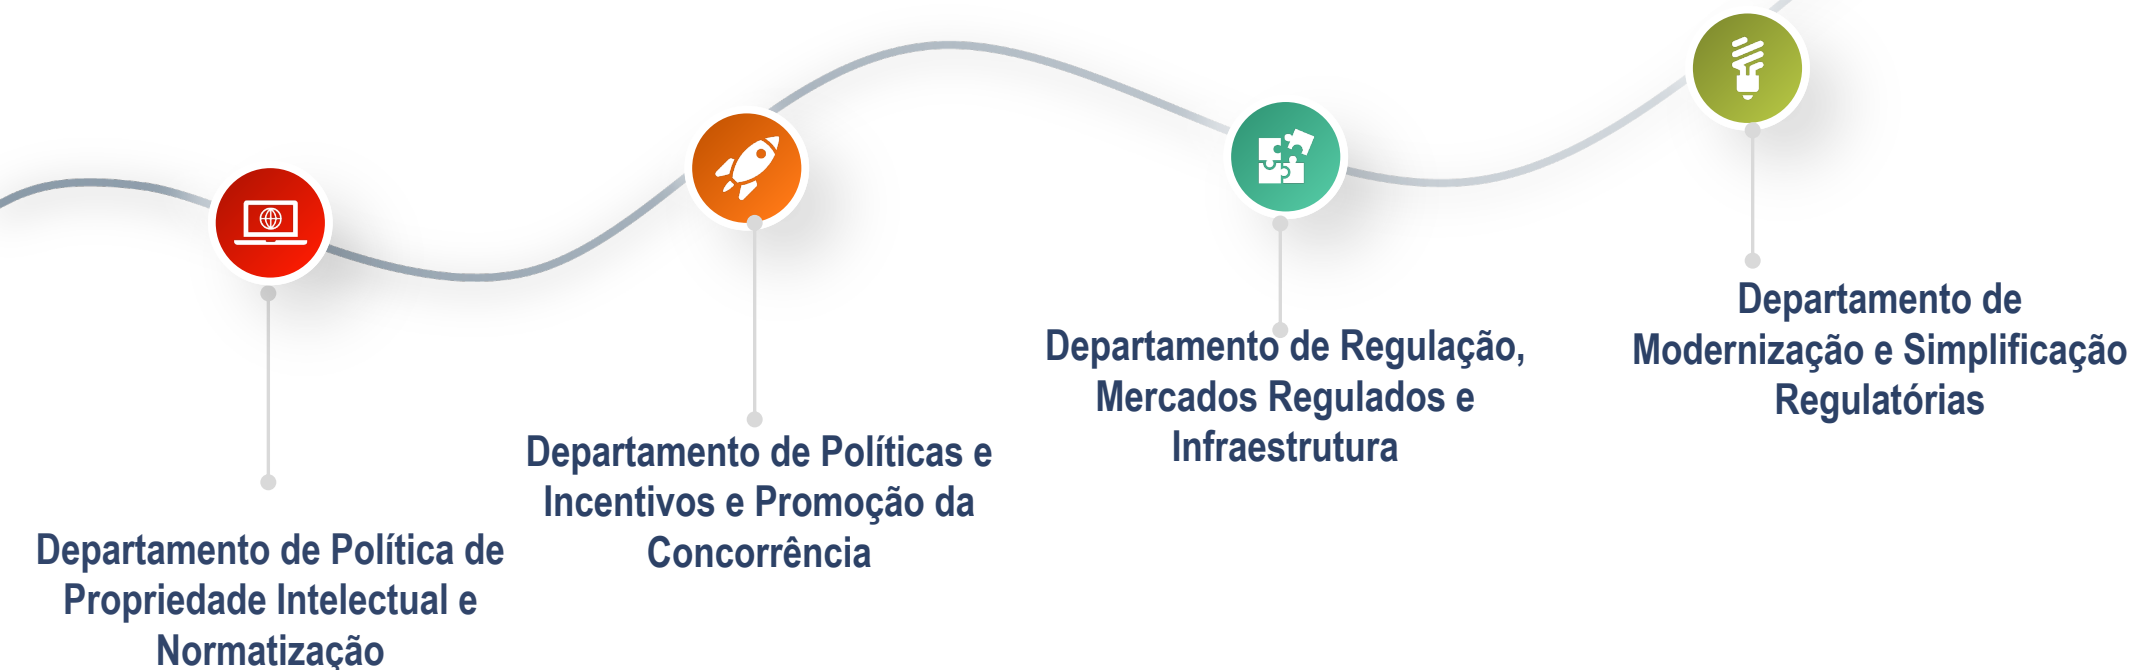 Departamento de Política de
Propriedade Intelectual e
Normatização
Departamento de Políticas e
Incentivos e Promoção da
Concorrência
Departamento de Regulação,
Mercados Regulados e
Infraestrutura
Departamento de
Modernização e Simplificação
Regulatórias